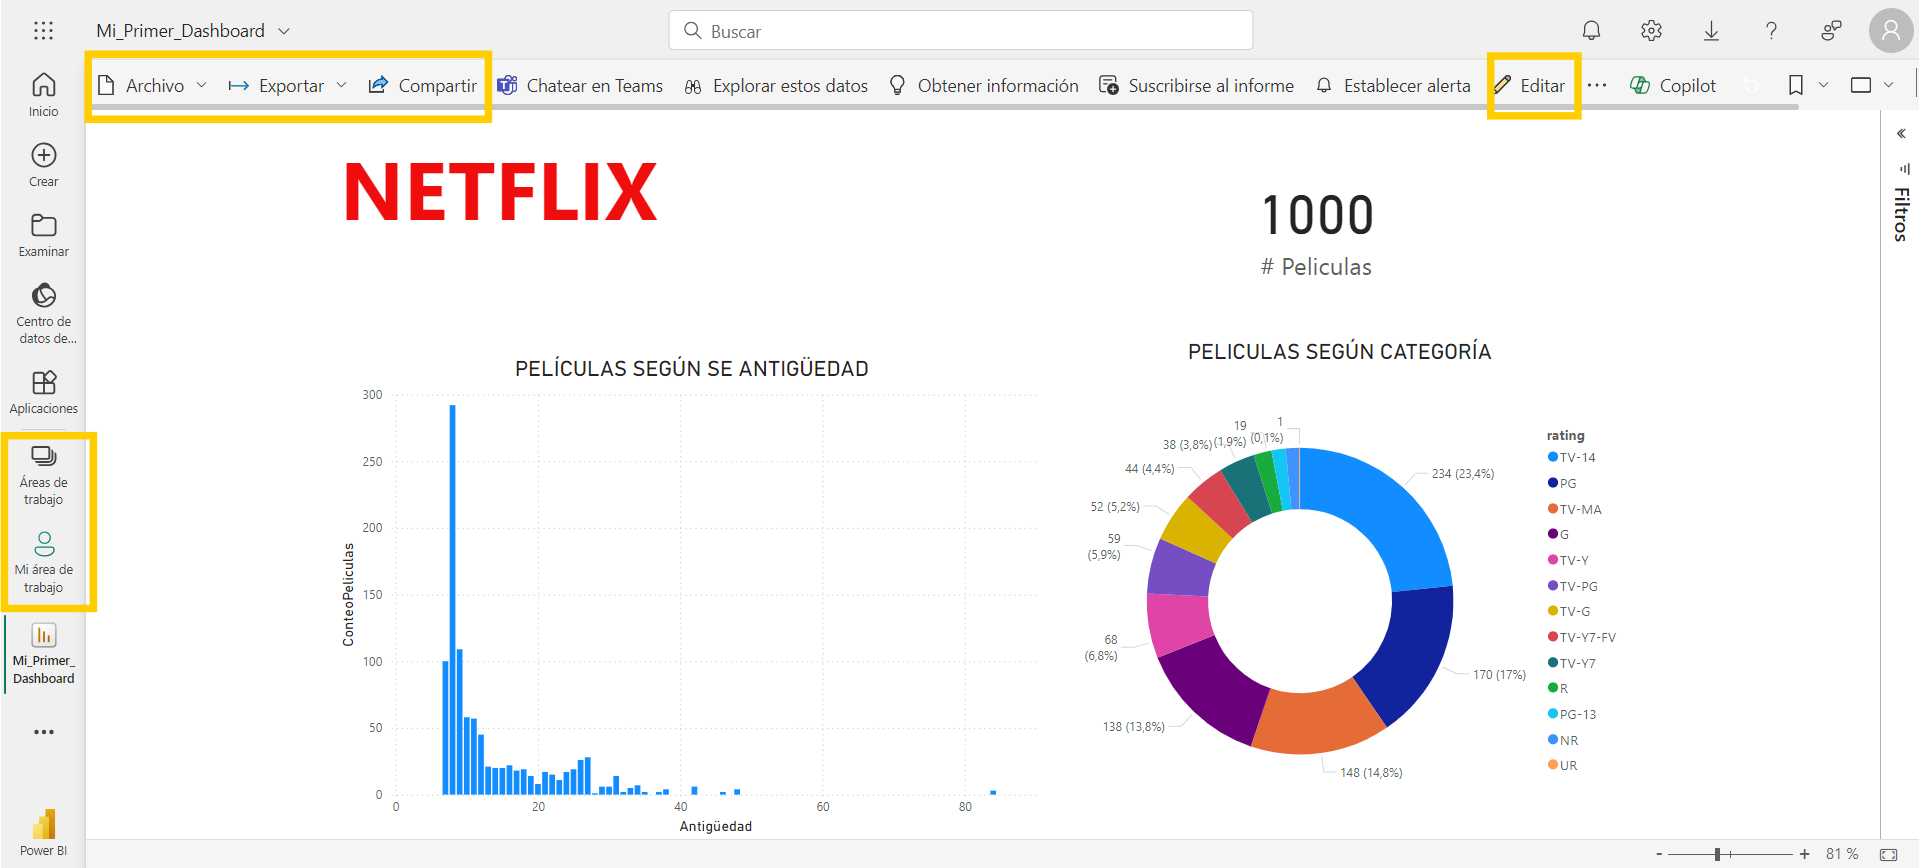 Mi_Primer_Dashboard
Buscar
Archivo
Exportar
Compartir
Chatear en Teams
Explorar estos datos
Obtener información
Suscribirse al informe
Establecer alerta
Editar
Copilot
Inicio
Crear
Examinar
Centro de
datos de...
Aplicaciones
Áreas de
trabajo
Mi área de
trabajo
Mi_Primer_
Dashboard
Power BI
NETFLIX
1000
# Peliculas
Filtros
PELÍCULAS SEGÚN SE ANTIGÜEDAD
300
250
200
150
100
50
0
ConteoPeliculas
0
20
40
60
80
Antigüedad
PELICULAS SEGÚN CATEGORÍA
234 (23,4%)
170 (17%)
148 (14,8%)
138 (13,8%)
68
(6,8%)
59
(5,9%)
52 (5,2%)
44 (4,4%)
38 (3,8%)
19
(1,9%)
1
(0,1%)
rating
TV-14
PG
TV-MA
G
TV-Y
TV-PG
TV-G
TV-Y7-FV
TV-Y7
R
PG-13
NR
UR
81 %